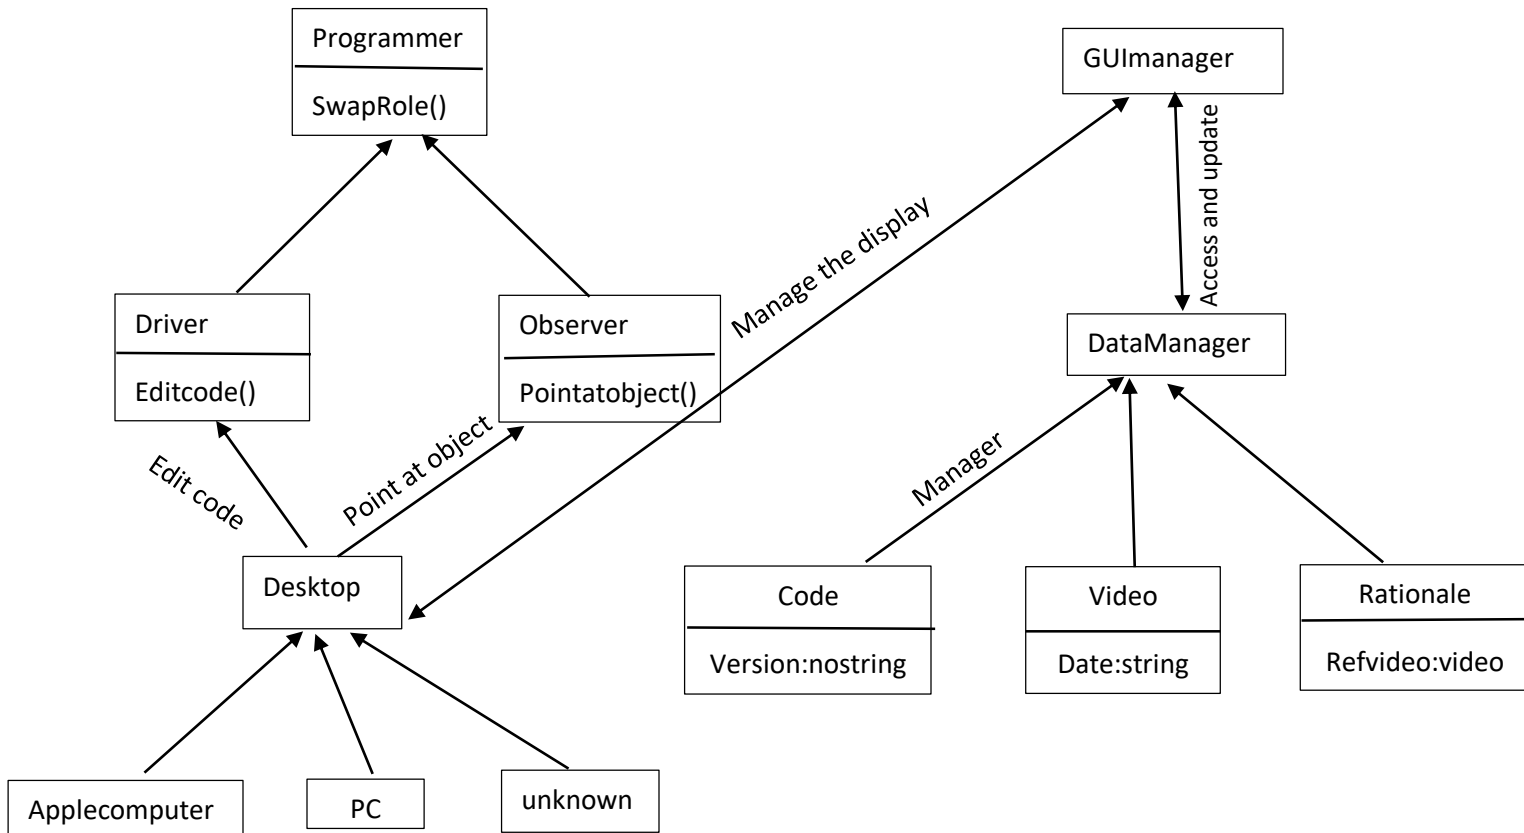 Programmer
SwapRole()
GUImanager
Access and update
Manage the display
Driver
Editcode()
Observer
Pointatobject()
DataManager
Edit code
Point at object
Manager
Desktop
Code
Version:nostring
Video
Date:string
Rationale
Refvideo:video
Applecomputer
PC
unknown